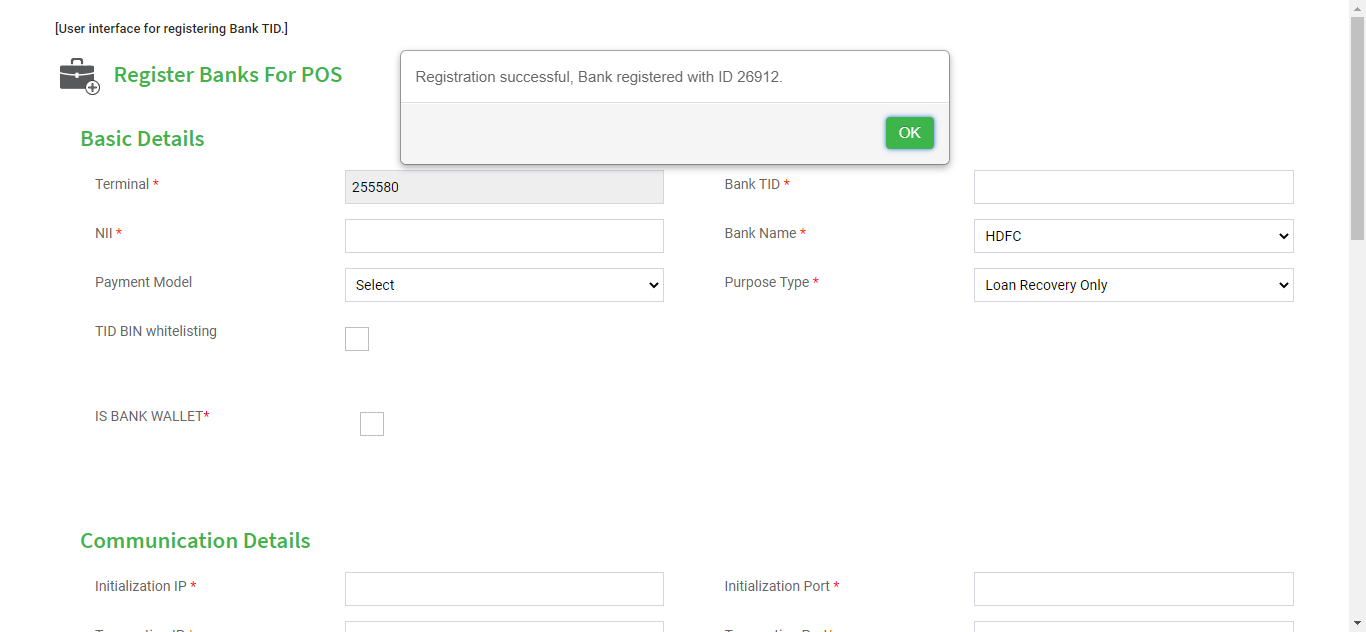 [User interface for registering Bank TID.]
Register Banks For POS
Registration successful, Bank registered with ID 26912.
OK
Basic Details
Terminal * 255580 Bank TID *
NII * Bank Name * HDFC
Payment Model Select Purpose Type * Loan Recovery Only
TID BIN whitelisting
IS BANK WALLET*
Communication Details
Initialization IP * Initialization Port *